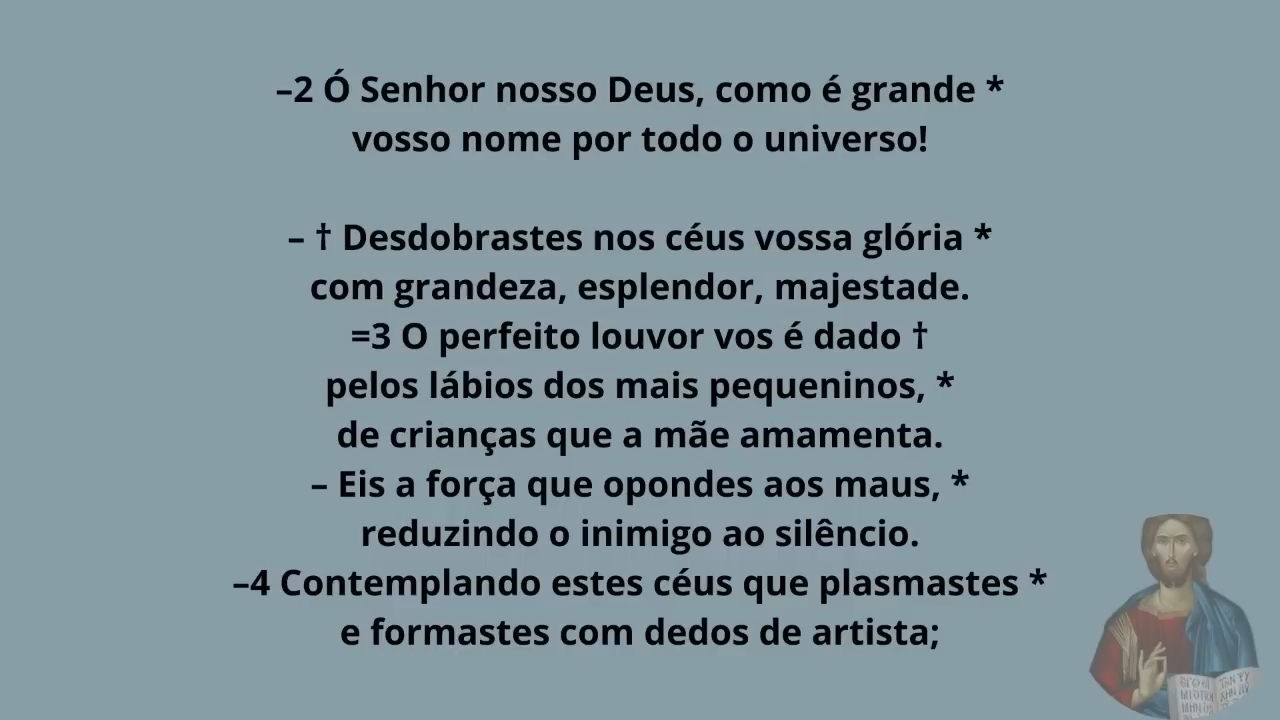 –2 Ó Senhor nosso Deus, como é grande *
vosso nome por todo o universo!
– † Desdobrastes nos céus vossa glória *
com grandeza, esplendor, majestade.
=3 O perfeito louvor vos é dado †
pelos lábios dos mais pequeninos, *
de crianças que a mãe amamenta.
– Eis a força que opondes aos maus, *
reduzindo o inimigo ao silêncio.
–4 Contemplando estes céus que plasmastes *
e formastes com dedos de artista;